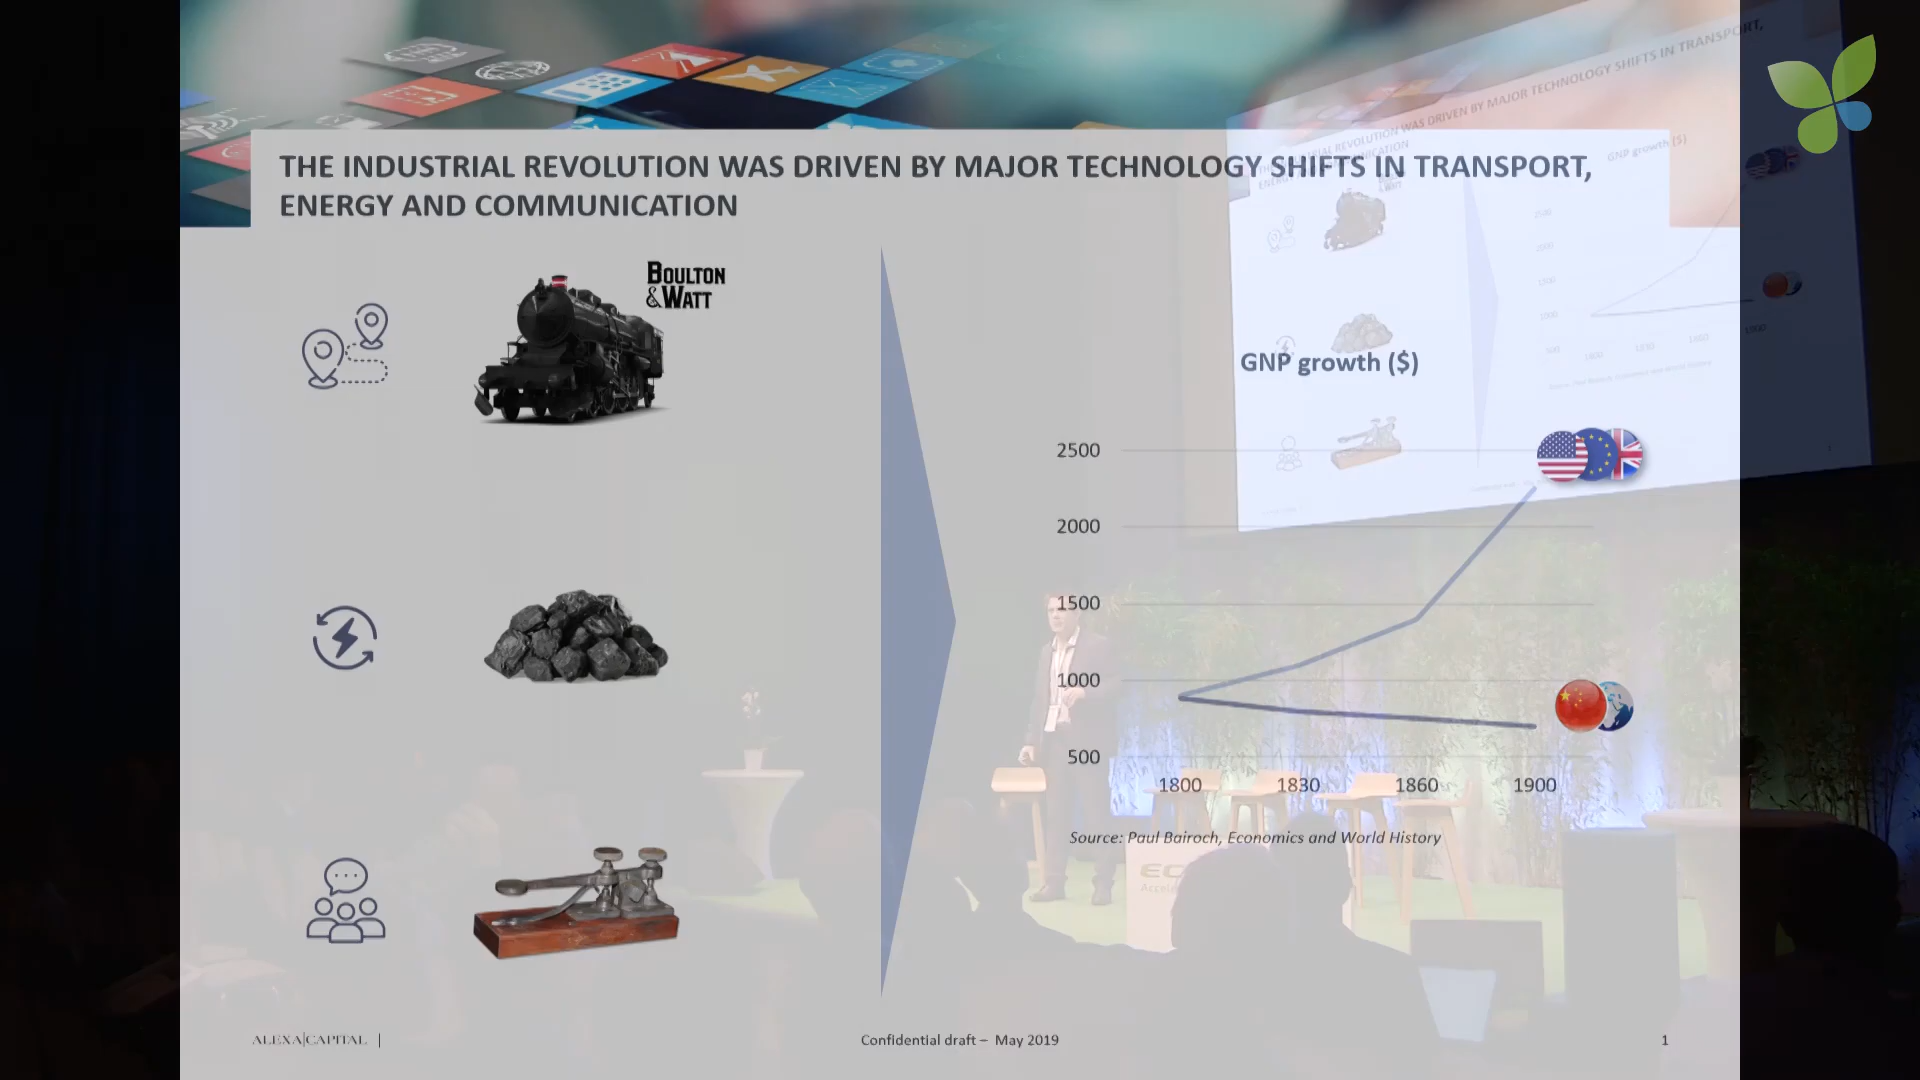 THE INDUSTRIAL REVOLUTION WAS DRIVEN BY MAJOR TECHNOLOGY SHIFTS IN TRANSPORT,
ENERGY AND COMMUNICATION
BOULTON
&WATT
GNP growth ($)
2500
2000
1500
1000
500
1800 1830 1860 1900
Source: Paul Bairoch, Economics and World History
ALEXA|CAPITAL |
Confidential draft – May 2019
1